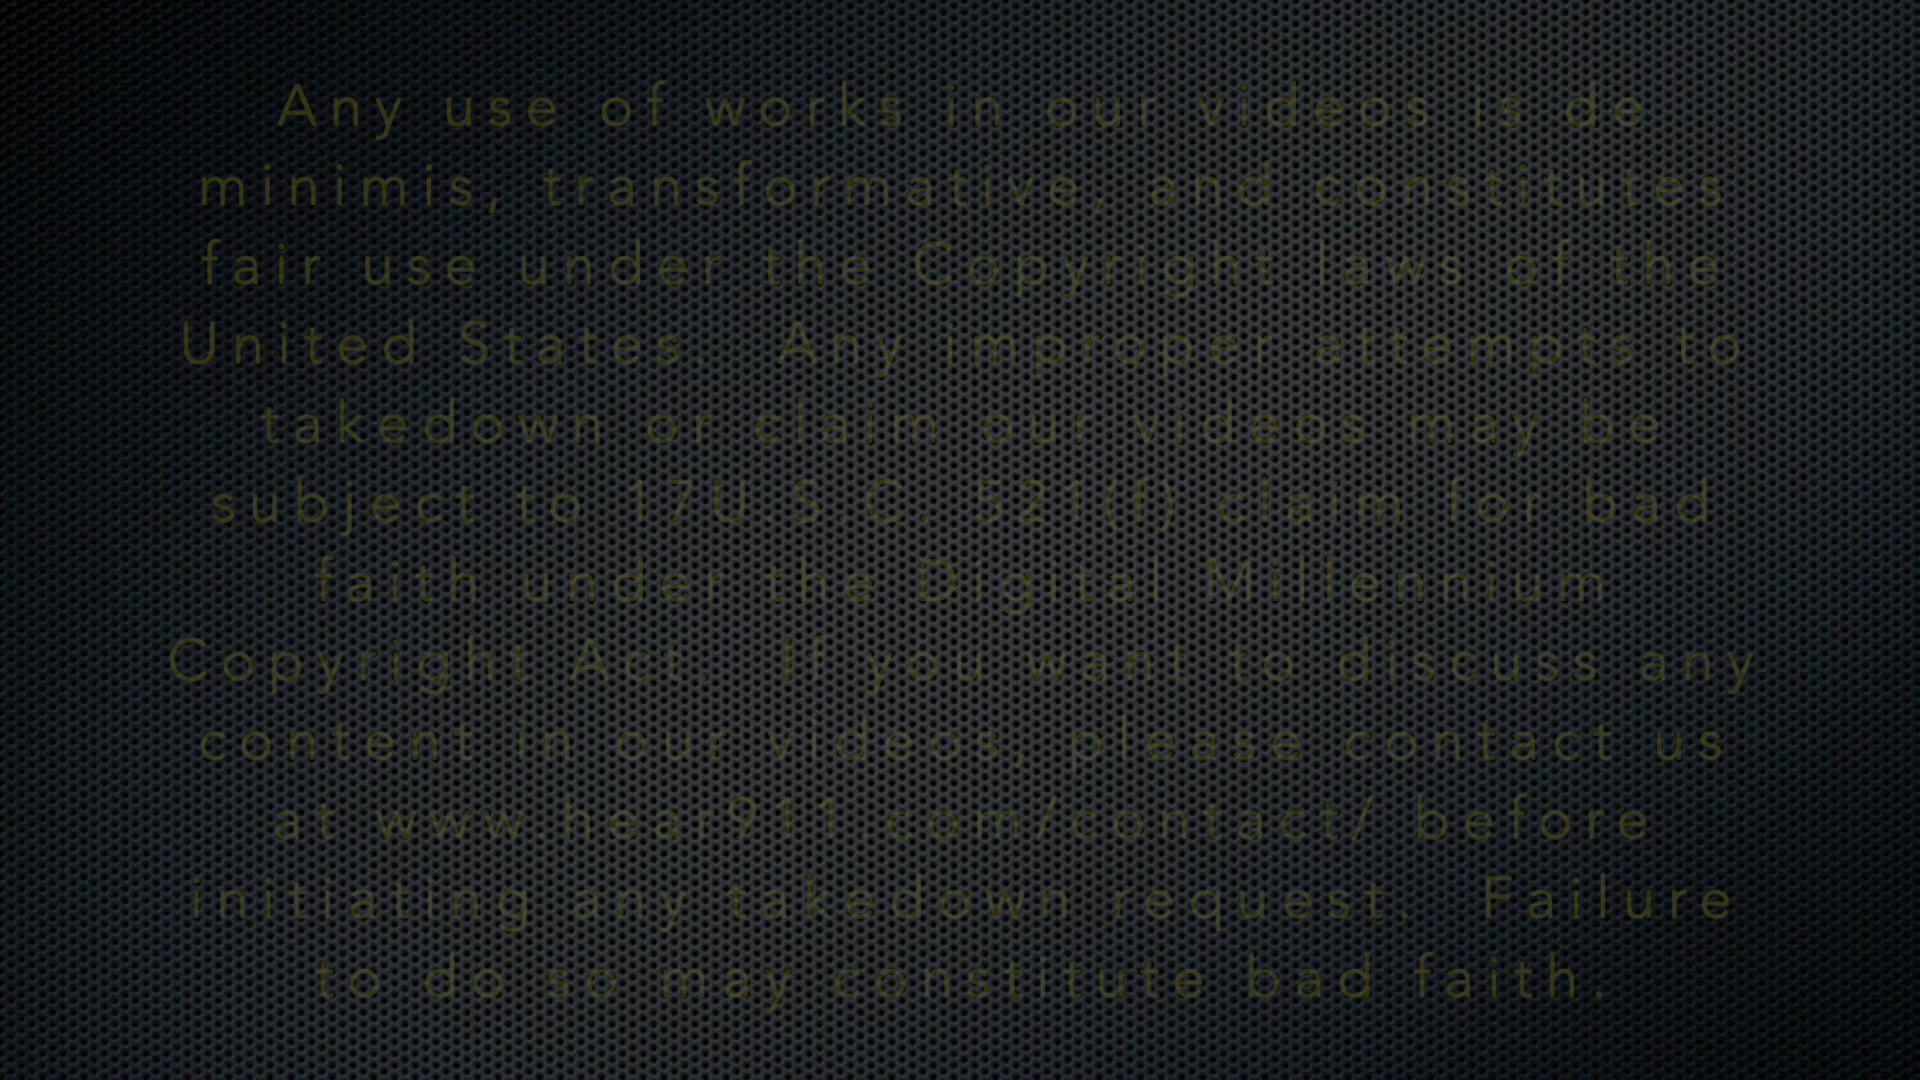 Any use of works in our videos is de
minimis, transformative, and constitutes
fair use under the Copyright laws of the
United States. Any improper attempts to
takedown or claim our videos may be
subject to 17U S.C. 521(f) claim for bad
faith under the Digital Millennium
Copyright Act. If you want to discuss any
content in our videos, please contact us
at www.hear911.com/contact/ before
initiating any takedown request. Failure
to do so may constitute bad faith.